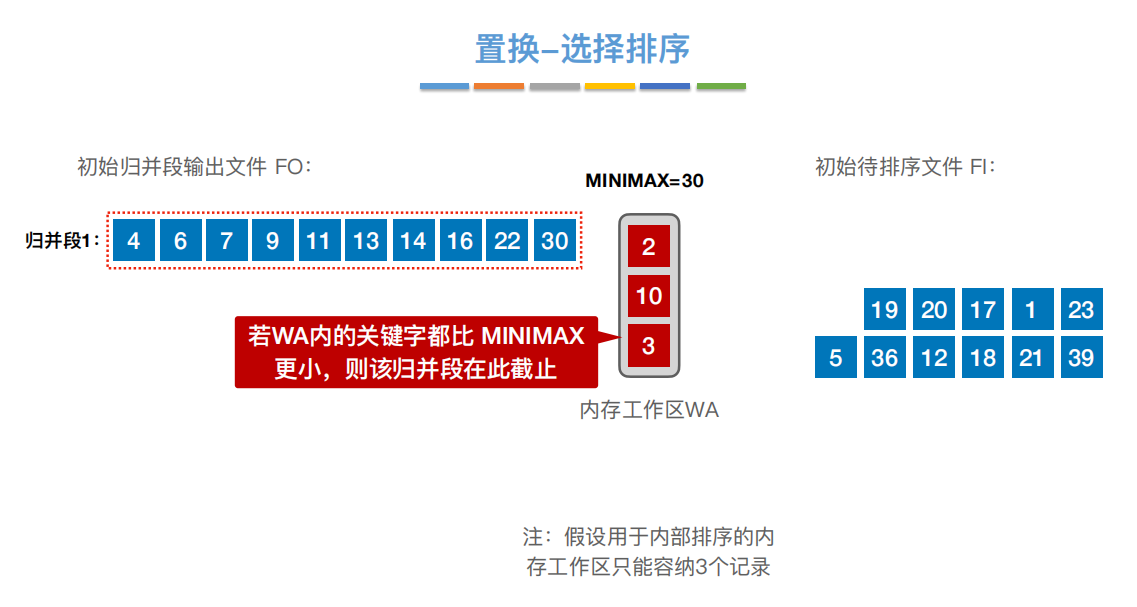 置换–选择排序
初始归并段输出文件 FO：
MINIMAX=30
初始待排序文件 FI：
归并段1：
4 6 7 9 11 13 14 16 22 30
2
10
3
若WA内的关键字都比 MINIMAX
更小，则该归并段在此截止
19 20 17 1 23
5 36 12 18 21 39
内存工作区WA
注：假设用于内部排序的内
存工作区只能容纳3个记录